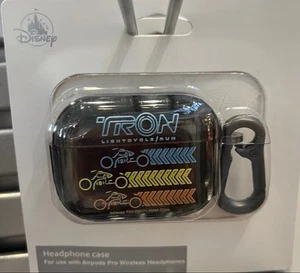 Disney
TRON
LIGHTCYCLE/RUN
Headphone case
For use with Airpods Pro Wireless Headphones